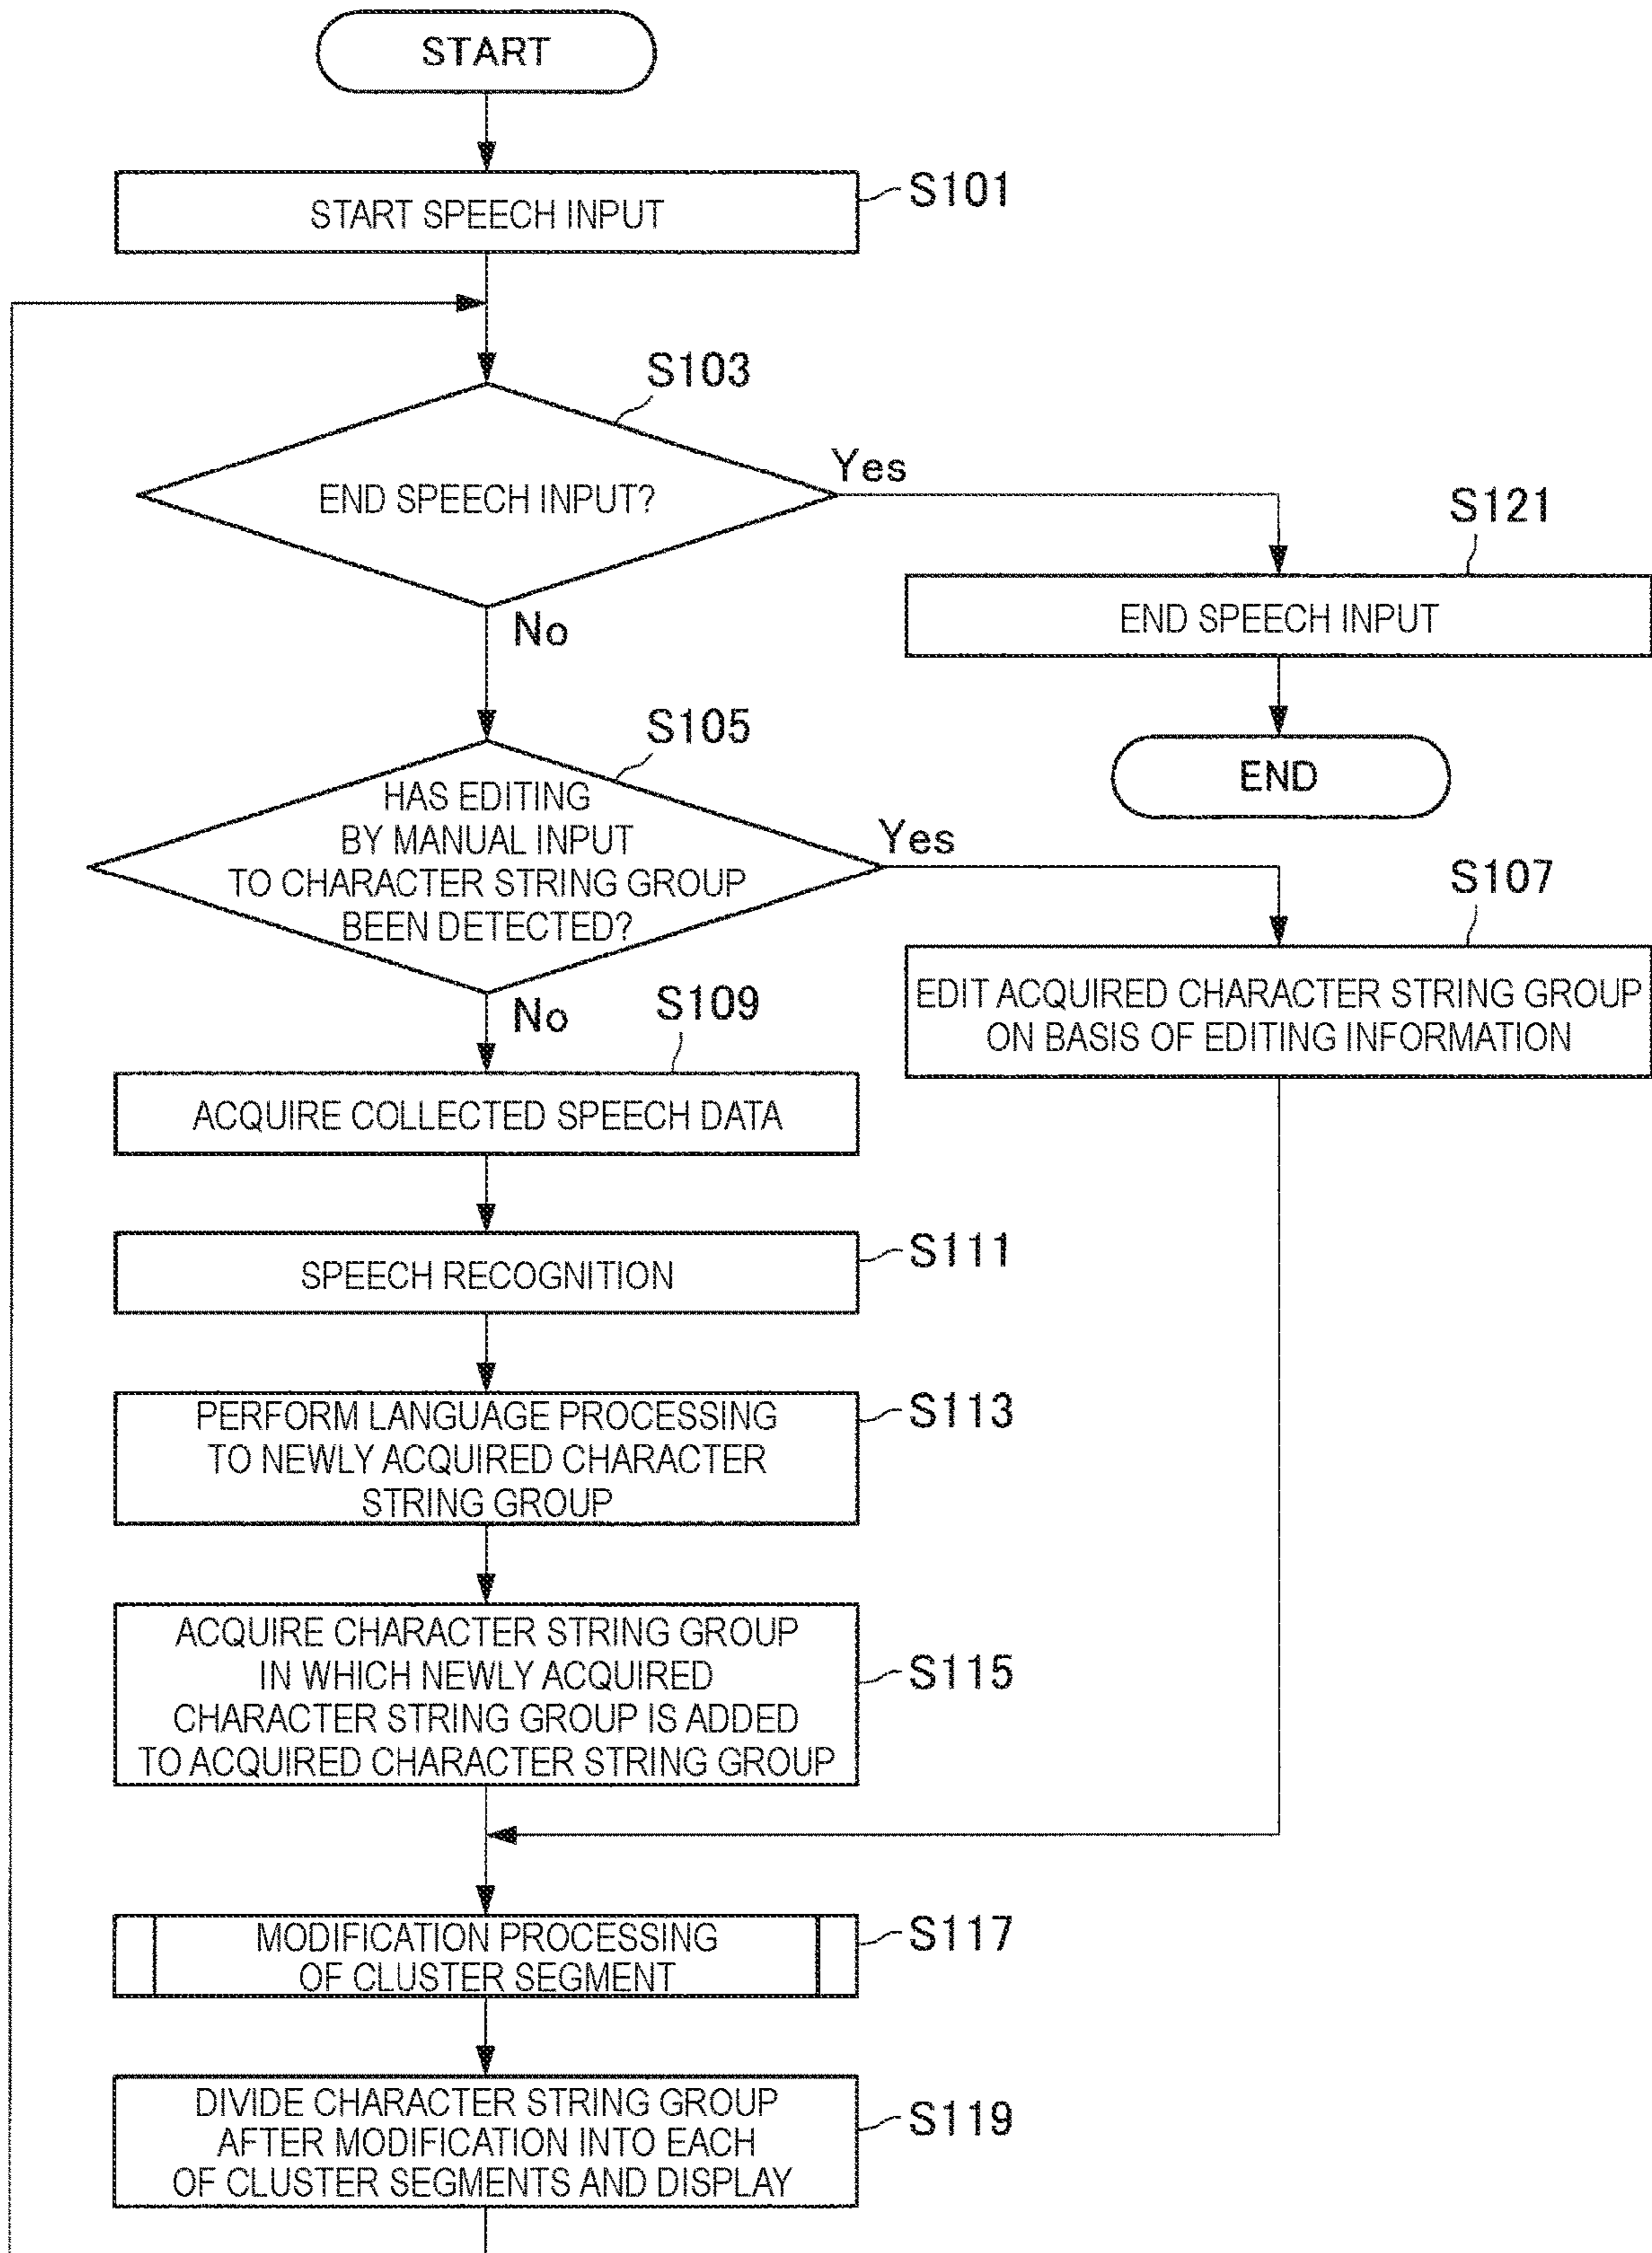 START
START SPEECH INPUT
S101
S103
END SPEECH INPUT?
Yes
No
S121
END SPEECH INPUT
END
S105
HAS EDITING
BY MANUAL INPUT
TO CHARACTER STRING GROUP
BEEN DETECTED?
Yes
No
S107
EDIT ACQUIRED CHARACTER STRING GROUP
ON BASIS OF EDITING INFORMATION
S109
ACQUIRE COLLECTED SPEECH DATA
SPEECH RECOGNITION
S111
PERFORM LANGUAGE PROCESSING
TO NEWLY ACQUIRED CHARACTER
STRING GROUP
S113
ACQUIRE CHARACTER STRING GROUP
IN WHICH NEWLY ACQUIRED
CHARACTER STRING GROUP IS ADDED
TO ACQUIRED CHARACTER STRING GROUP
S115
MODIFICATION PROCESSING
OF CLUSTER SEGMENT
S117
DIVIDE CHARACTER STRING GROUP
AFTER MODIFICATION INTO EACH
OF CLUSTER SEGMENTS AND DISPLAY
S119